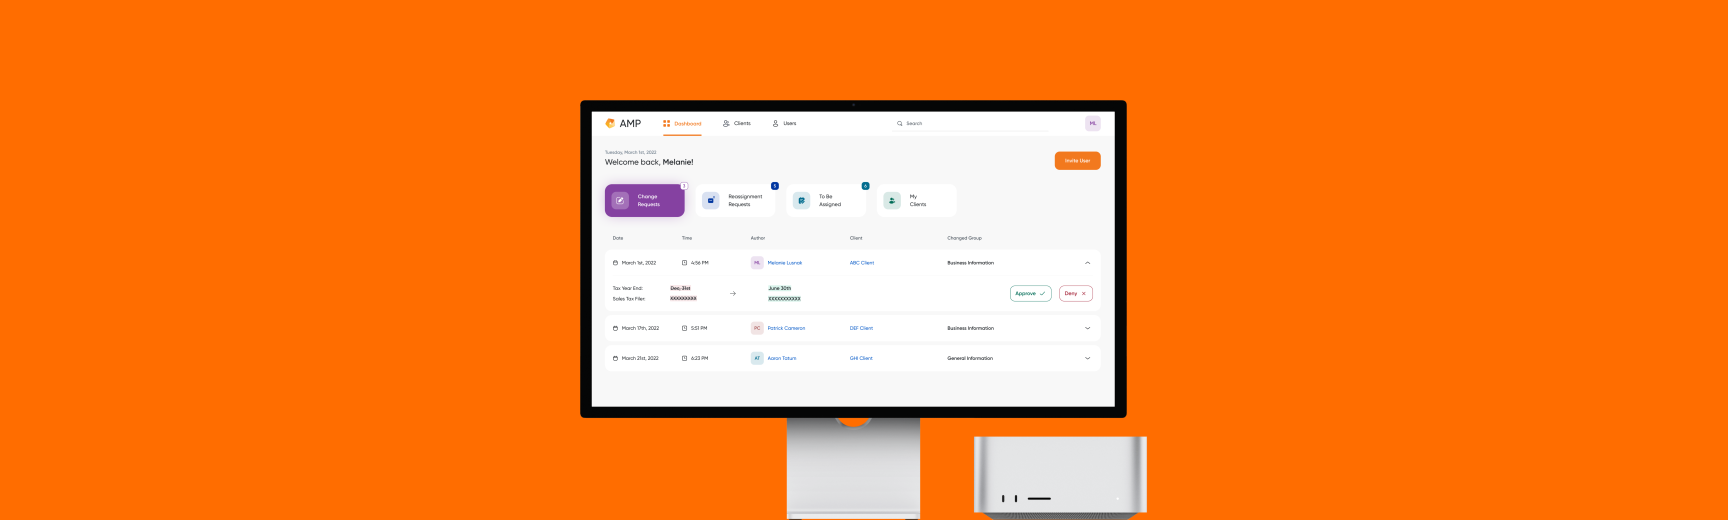 AMP
Dashboard
Clients
Users
Search
ML
Tuesday, March 1st, 2022
Welcome back, Melanie!
Invite User
Change
Requests
3
Reassignment
Requests
5
To Be
Assigned
6
My
Clients
Date Time Author Client Changed Group
March 1st, 2022 4:56 PM ML Melanie Lusnak ABC Client Business Information
Tax Year End: Dec, 31st → June 30th
Sales Tax Filer: XXXXXXXXX XXXXXXXXXXX
Approve Deny
March 17th, 2022 5:51 PM PC Patrick Cameron DEF Client Business Information
March 21st, 2022 6:23 PM AT Aaron Tatum GHI Client General Information